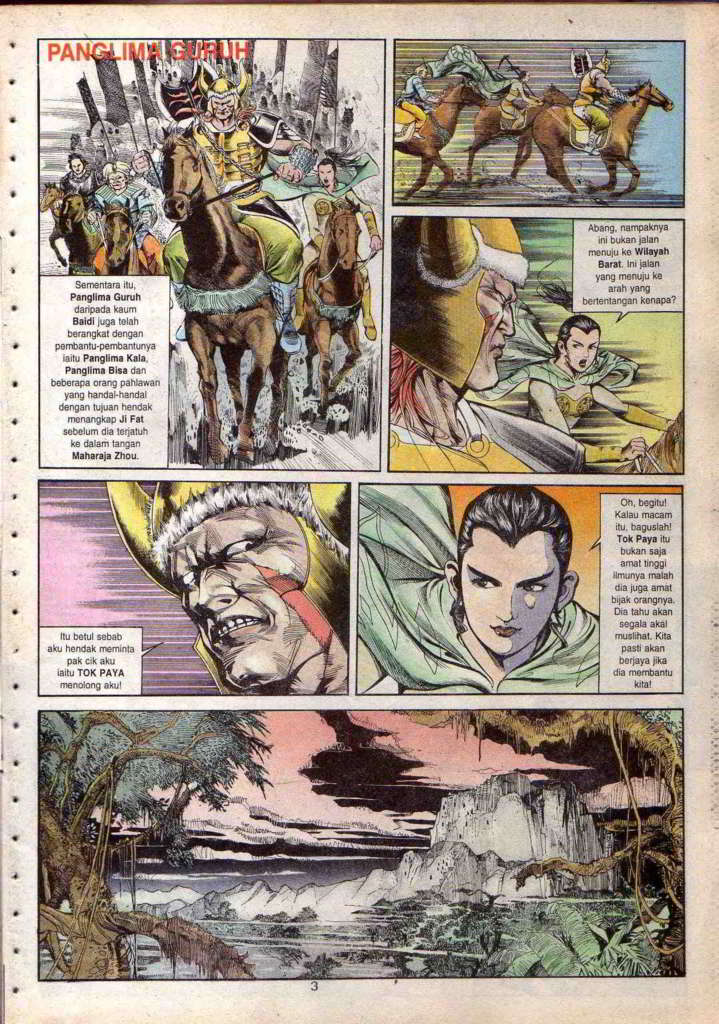 PANGLIMA GURUH
Sementara itu,
Panglima Guruh
daripada kaum
Baidi juga telah
berangkat dengan
pembantu-pembantunya
iaitu Panglima Kala,
Panglima Bisa dan
beberapa orang pahlawan
yang handal-handal
dengan tujuan hendak
menangkap Ji Fat
sebelum dia terjatuh
ke dalam tangan
Maharaja Zhou.
Abang, nampaknya
ini bukan jalan
menuju ke Wilayah
Barat. Ini jalan
yang menuju ke
arah yang
bertentangan kenapa?
Itu betul sebab
aku hendak meminta
pak cik aku
iaitu TOK PAYA
menolong aku!
Oh, begitu!
Kalau macam
itu, baguslah!
Tok Paya itu
bukan saja
amat tinggi
ilmunya malah
dia juga amat
bijak orangnya.
Dia tahu akan
segala akal
muslihat. Kita
pasti akan
berjaya jika
dia membantu
kita!
3